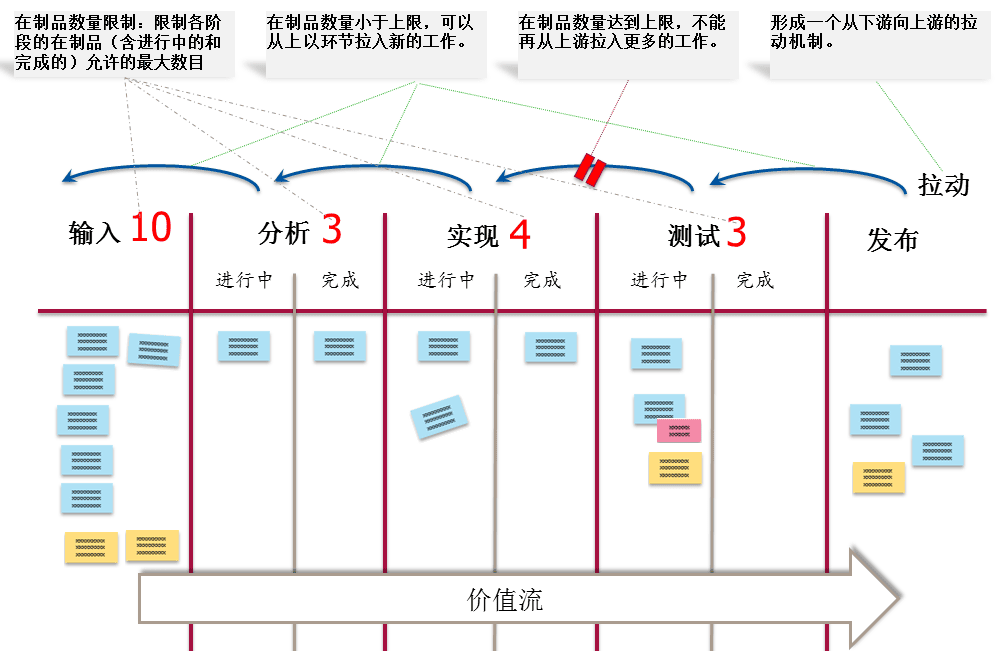 在制品数量限制：限制各阶
段的在制品（含进行中的和
完成的）允许的最大数目
在制品数量小于上限，可以
从上以环节拉入新的工作。
在制品数量达到上限，不能
再从上游拉入更多的工作。
形成一个从下游向上游的拉
动机制。
拉动
输入 10
分析 3
实现 4
测试 3
发布
进行中
完成
进行中
完成
进行中
完成
价值流